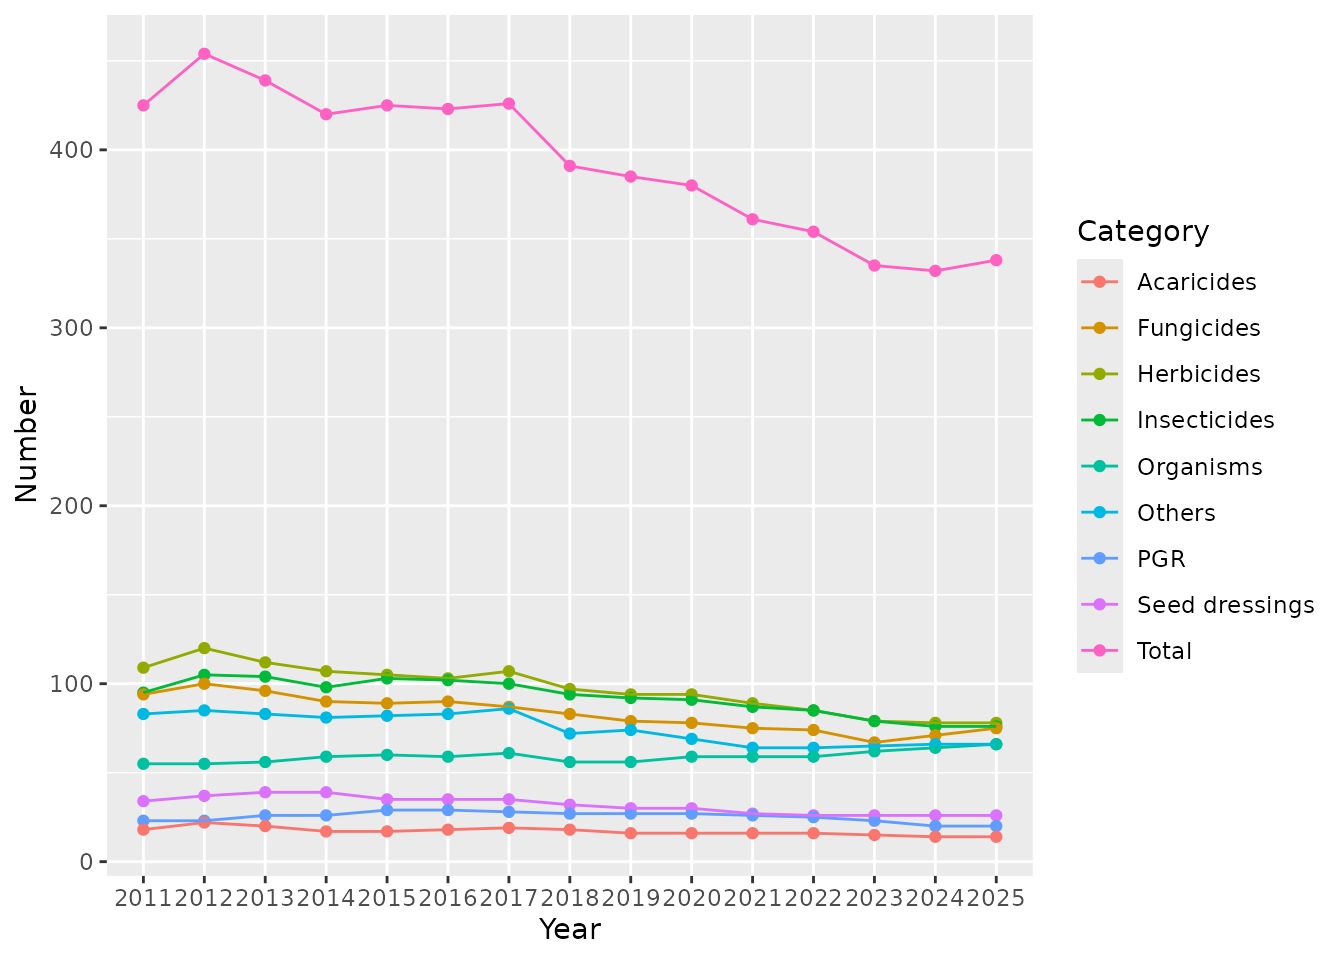 400
300
200
100
0
2011 2012 2013 2014 2015 2016 2017 2018 2019 2020 2021 2022 2023 2024 2025
Year
Number
Category
Acaricides
Fungicides
Herbicides
Insecticides
Organisms
Others
PGR
Seed dressings
Total